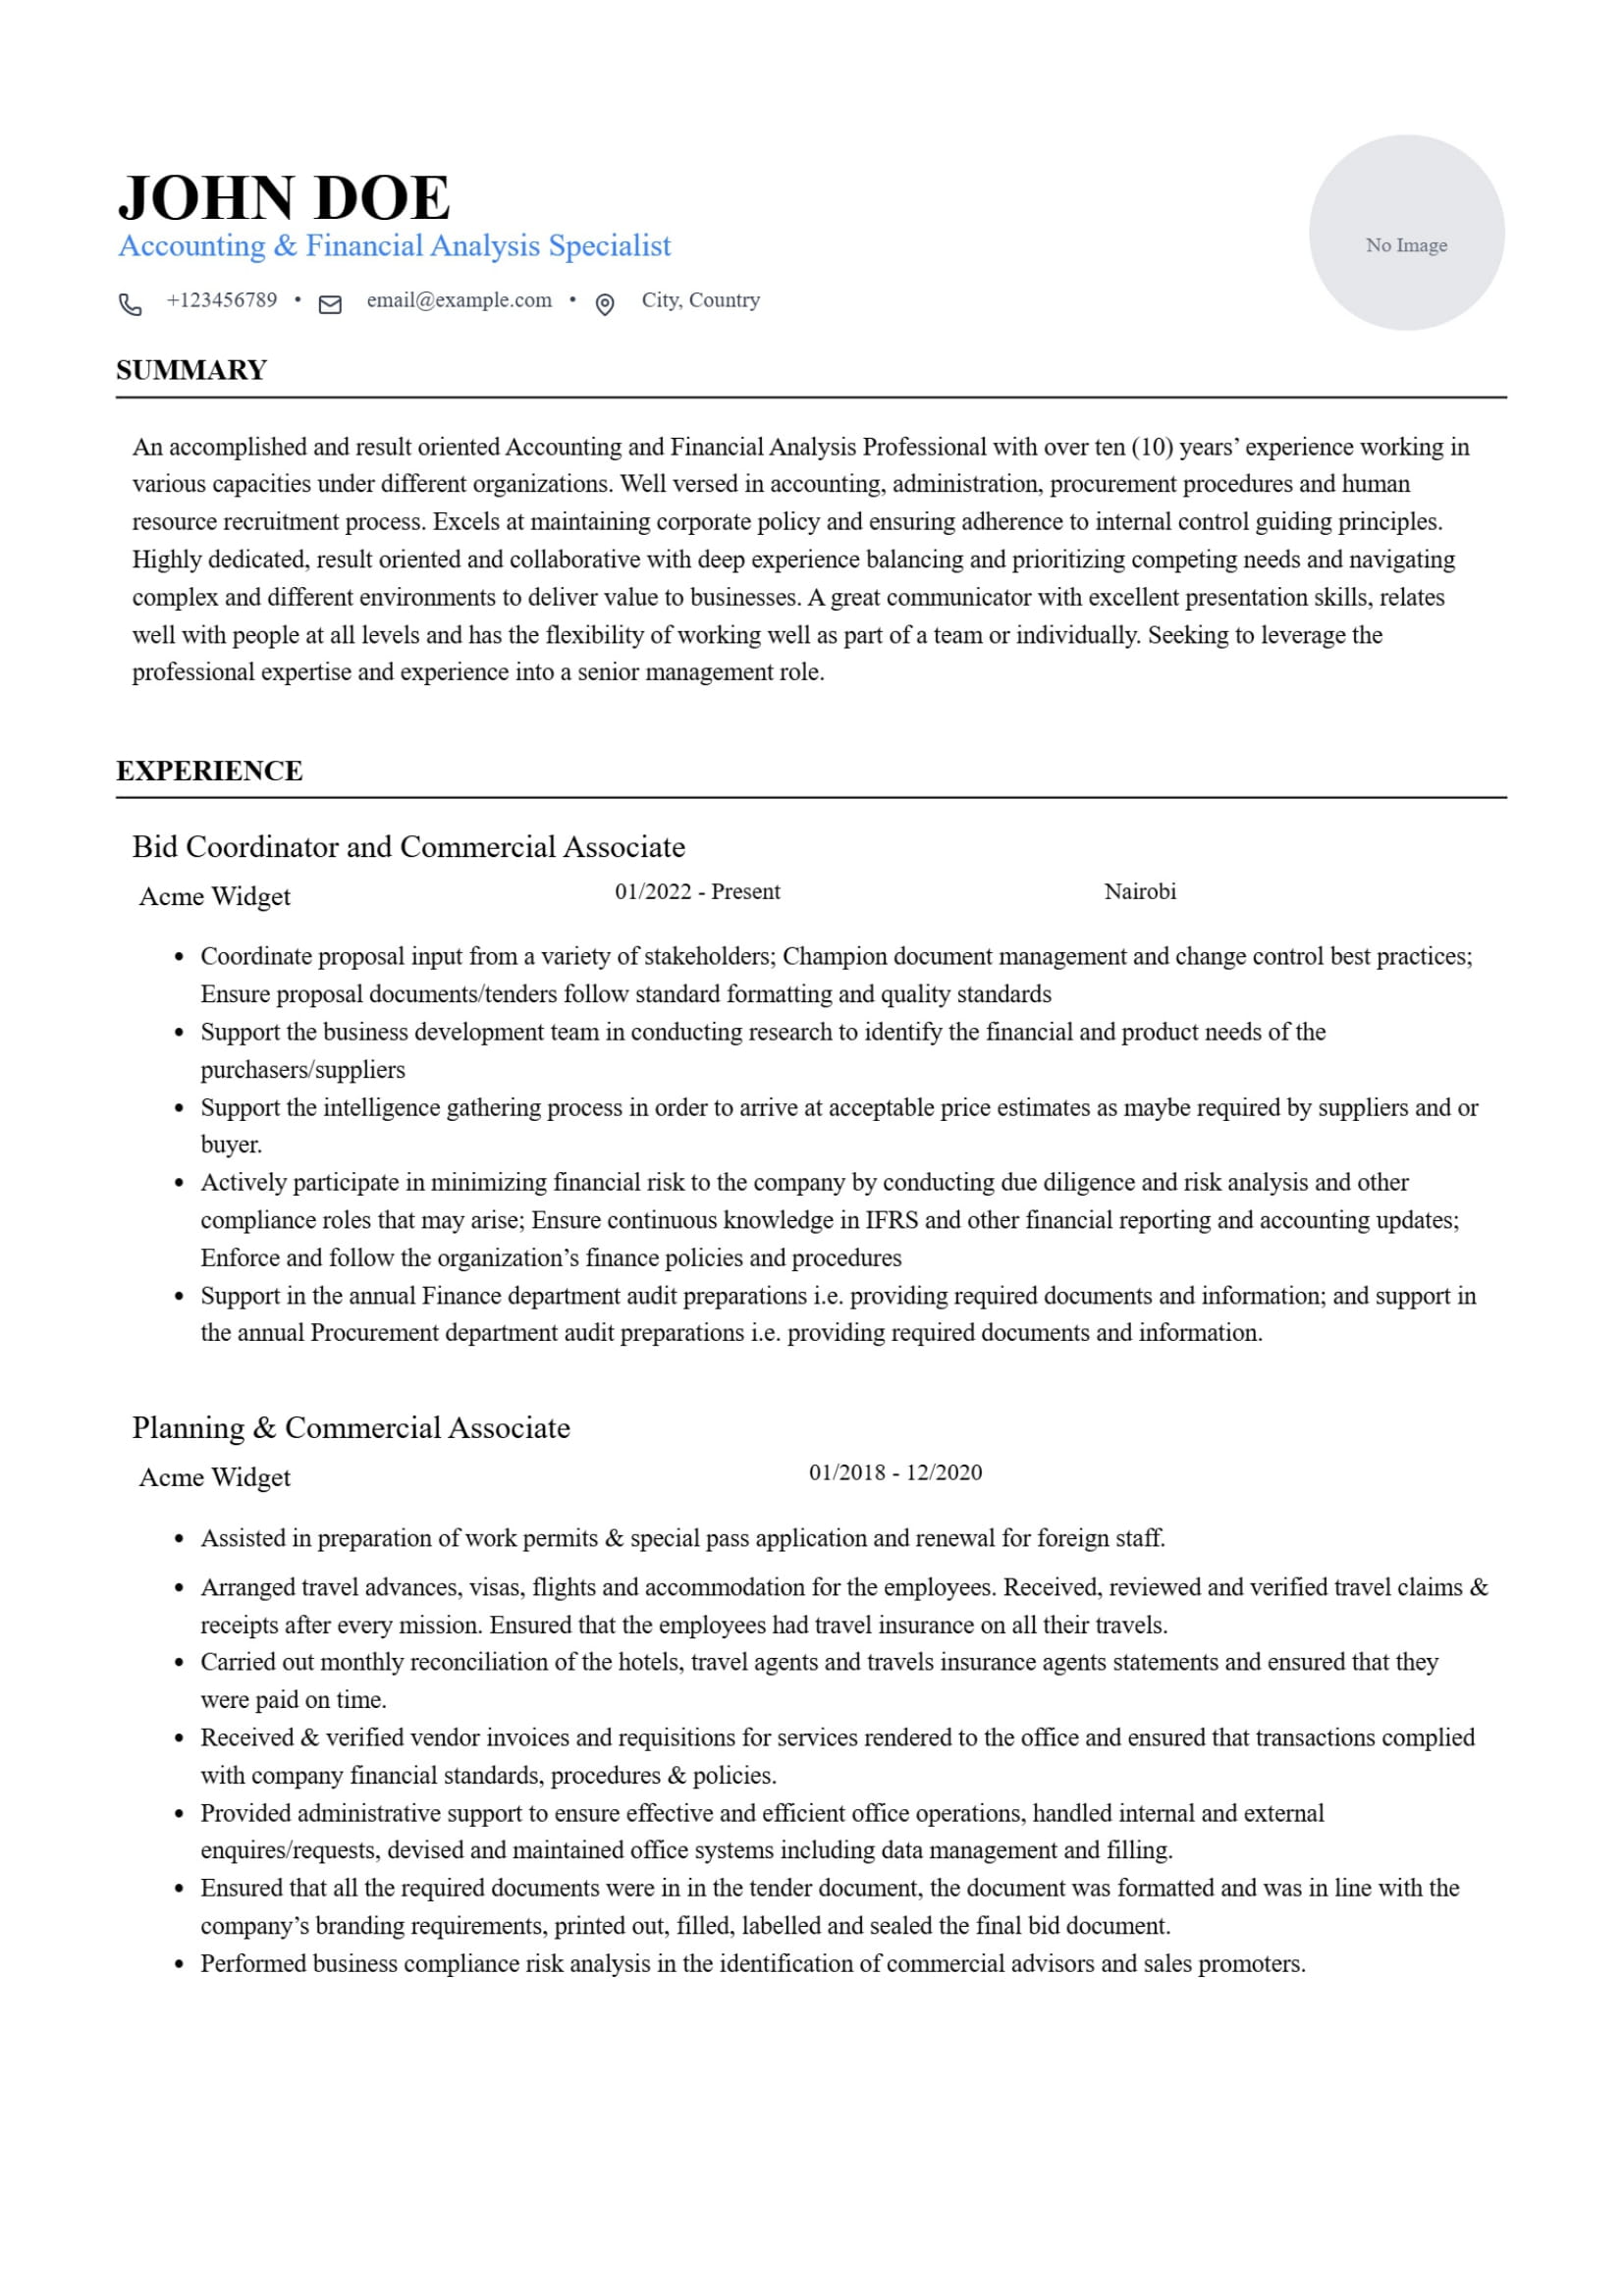 JOHN DOE
Accounting & Financial Analysis Specialist
No Image
+123456789 • email@example.com • City, Country
SUMMARY
An accomplished and result oriented Accounting and Financial Analysis Professional with over ten (10) years’ experience working in
various capacities under different organizations. Well versed in accounting, administration, procurement procedures and human
resource recruitment process. Excels at maintaining corporate policy and ensuring adherence to internal control guiding principles.
Highly dedicated, result oriented and collaborative with deep experience balancing and prioritizing competing needs and navigating
complex and different environments to deliver value to businesses. A great communicator with excellent presentation skills, relates
well with people at all levels and has the flexibility of working well as part of a team or individually. Seeking to leverage the
professional expertise and experience into a senior management role.
EXPERIENCE
Bid Coordinator and Commercial Associate
Acme Widget 01/2022 - Present Nairobi
• Coordinate proposal input from a variety of stakeholders; Champion document management and change control best practices;
Ensure proposal documents/tenders follow standard formatting and quality standards
• Support the business development team in conducting research to identify the financial and product needs of the
purchasers/suppliers
• Support the intelligence gathering process in order to arrive at acceptable price estimates as maybe required by suppliers and or
buyer.
• Actively participate in minimizing financial risk to the company by conducting due diligence and risk analysis and other
compliance roles that may arise; Ensure continuous knowledge in IFRS and other financial reporting and accounting updates;
Enforce and follow the organization’s finance policies and procedures
• Support in the annual Finance department audit preparations i.e. providing required documents and information; and support in
the annual Procurement department audit preparations i.e. providing required documents and information.
Planning & Commercial Associate
Acme Widget 01/2018 - 12/2020
• Assisted in preparation of work permits & special pass application and renewal for foreign staff.
• Arranged travel advances, visas, flights and accommodation for the employees. Received, reviewed and verified travel claims &
receipts after every mission. Ensured that the employees had travel insurance on all their travels.
• Carried out monthly reconciliation of the hotels, travel agents and travels insurance agents statements and ensured that they
were paid on time.
• Received & verified vendor invoices and requisitions for services rendered to the office and ensured that transactions complied
with company financial standards, procedures & policies.
• Provided administrative support to ensure effective and efficient office operations, handled internal and external
enquires/requests, devised and maintained office systems including data management and filling.
• Ensured that all the required documents were in in the tender document, the document was formatted and was in line with the
company’s branding requirements, printed out, filled, labelled and sealed the final bid document.
• Performed business compliance risk analysis in the identification of commercial advisors and sales promoters.